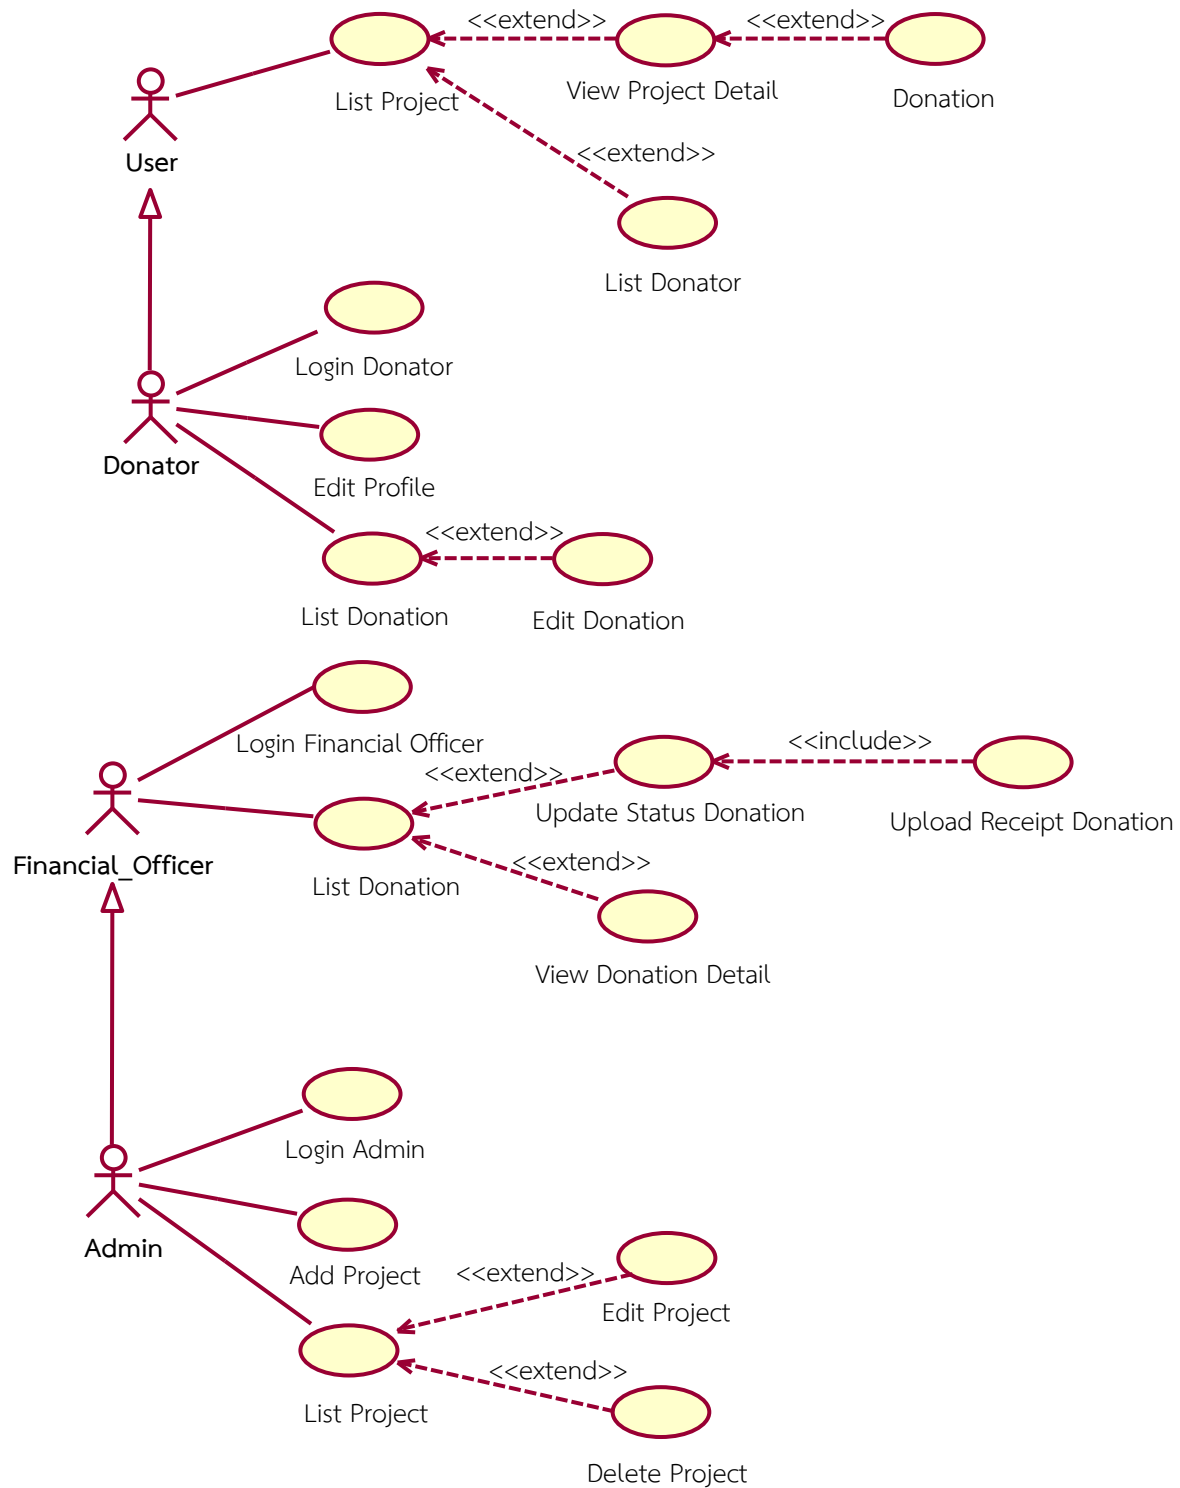 <<extend>>
<<extend>>
List Project
View Project Detail
Donation
User
<<extend>>
List Donator
Login Donator
Donator
Edit Profile
<<extend>>
List Donation
Edit Donation
Login Financial Officer
<<include>>
<<extend>>
Update Status Donation
Upload Receipt Donation
Financial_Officer
<<extend>>
List Donation
View Donation Detail
Login Admin
Admin
Add Project
<<extend>>
Edit Project
<<extend>>
List Project
Delete Project